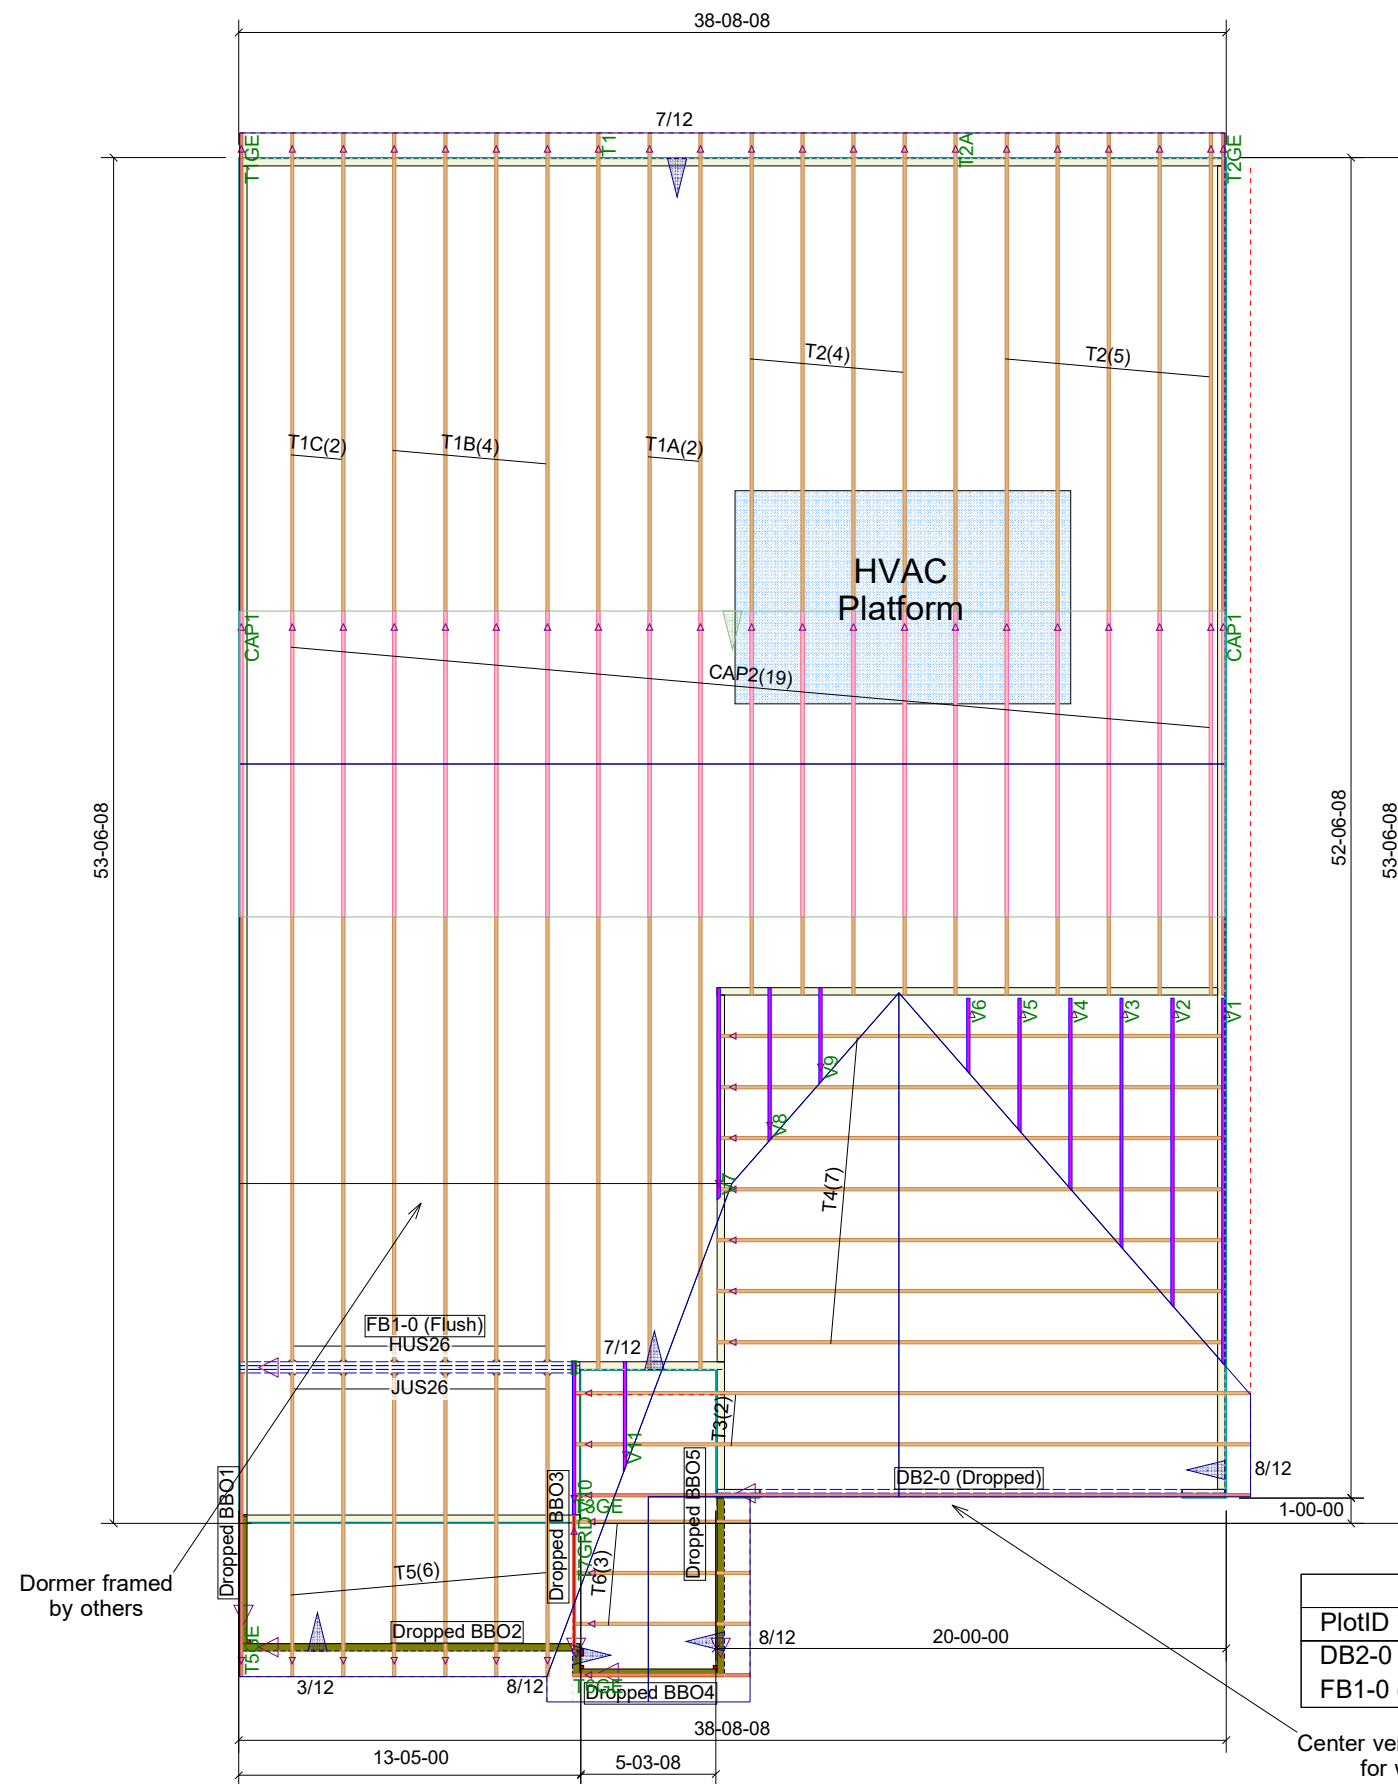 38-08-08
7/12
T1GE
T1
T2A
T2GE
T2(4)
T2(5)
T1C(2)
T1B(4)
T1A(2)
HVAC
Platform
CAP1
CAP1
CAP2(19)
53-06-08
52-06-08
53-06-08
V6
V5
V4
V3
V2
V1
V9
V8
V7
T4(7)
FB1-0 (Flush)
HUS26
7/12
JUS26
T3(2)
V11
Dropped BBO1
Dropped BBO3
V10
Dropped BBO5
DB2-0 (Dropped)
8/12
1-00-00
T7GRD
T6(3)
Dormer framed
by others
T5(6)
Dropped BBO2
8/12
20-00-00
PlotID
DB2-0
FB1-0
3/12
8/12
T6GE
Dropped BBO4
38-08-08
Center
for
13-05-00
5-03-08